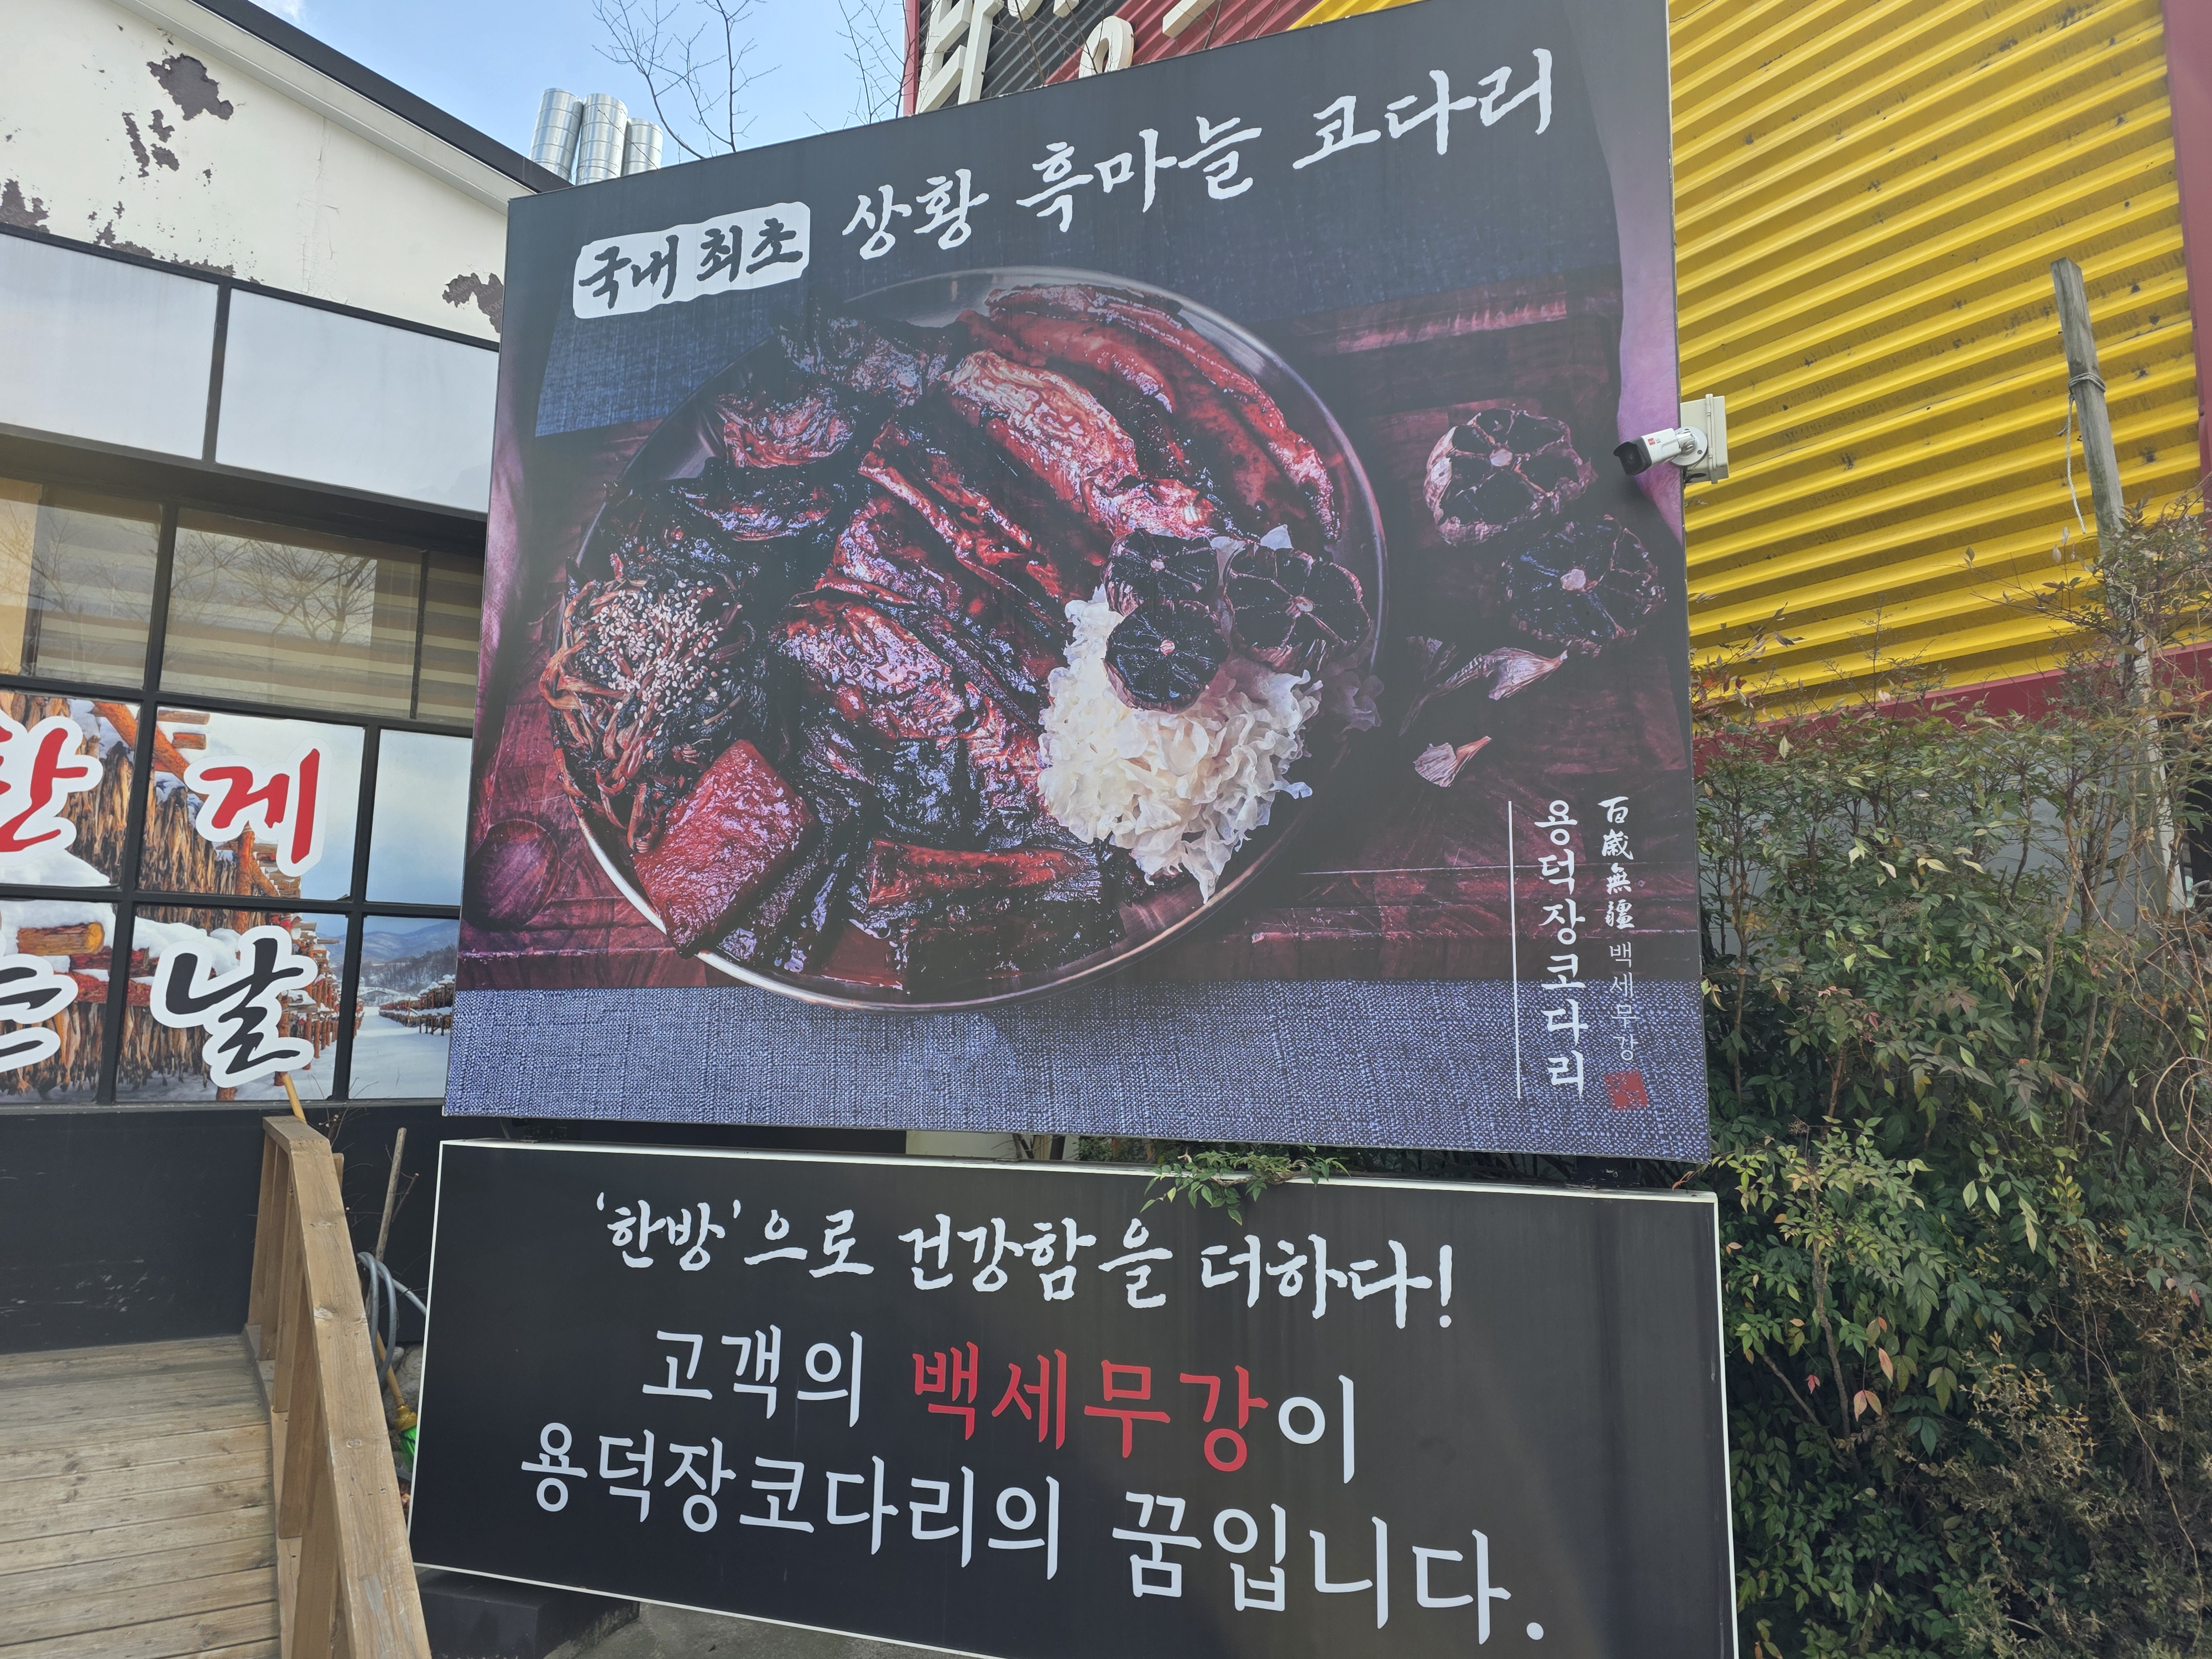 국내 최초 상황 흑마늘 코다리
百歲無疆 백세무강
용덕장코다리
'한방'으로 건강함을 더하다!
고객의 백세무강이
용덕장코다리의 꿈입니다.
게
날